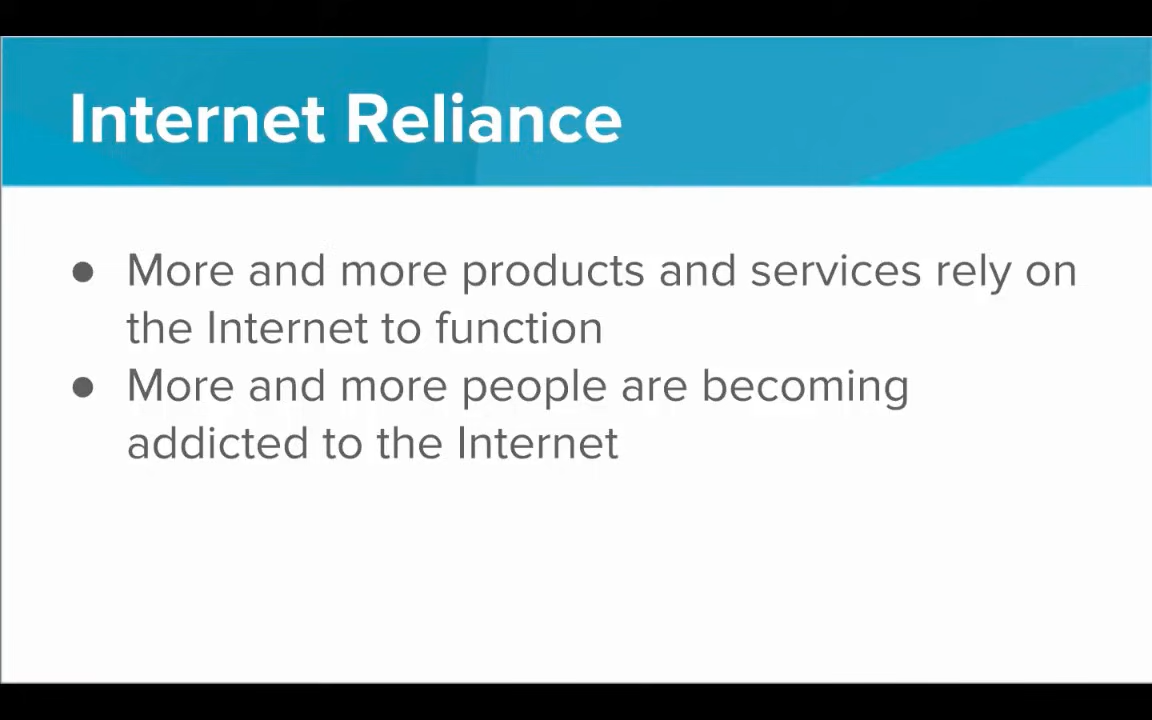 Internet Reliance
● More and more products and services rely on
the Internet to function
● More and more people are becoming
addicted to the Internet